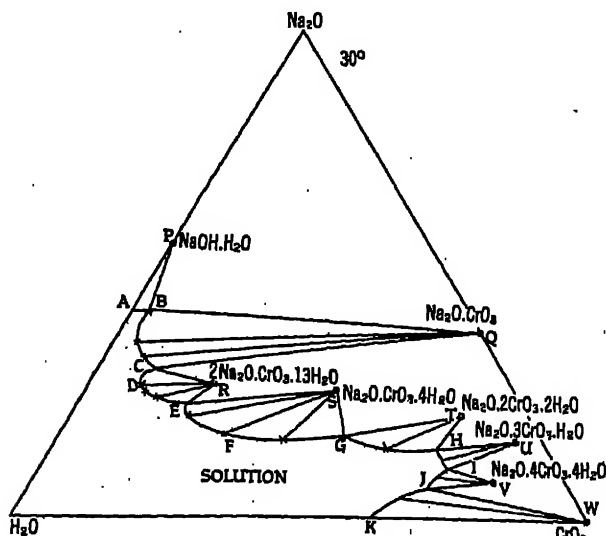 Na₂O
30°
P
NaOH.H₂O
A
B
Na₂O.CrO₃
Q
C
D
R
2Na₂O.CrO₃.13H₂O
E
S
Na₂O.CrO₃.4H₂O
F
G
T
Na₂O.2CrO₃.2H₂O
H
Na₂O.3CrO₃.H₂O
U
I
Na₂O.4CrO₃.4H₂O
J
V
SOLUTION
H₂O
K
W